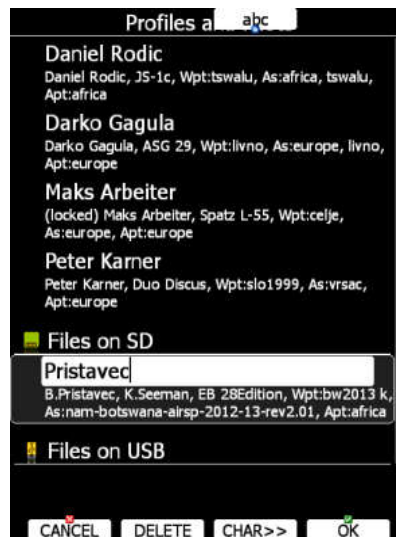 Profiles a
abc
Daniel Rodic
Daniel Rodic, JS-1c, Wpt:tswalu, As:africa, tswalu,
Apt:africa
Darko Gagula
Darko Gagula, ASG 29, Wpt:livno, As:europe, livno,
Apt:europe
Maks Arbeiter
(locked) Maks Arbeiter, Spatz L-55, Wpt:celje,
As:europe, Apt:europe
Peter Karner
Peter Karner, Duo Discus, Wpt:slo1999, As:vrsac,
Apt:europe
Files on SD
Pristavec
B.Pristavec, K.Seeman, EB 28Edition, Wpt:bw2013 k,
As:nam-botswana-airsp-2012-13-rev2.01, Apt:africa
Files on USB
CANCEL DELETE CHAR>> OK